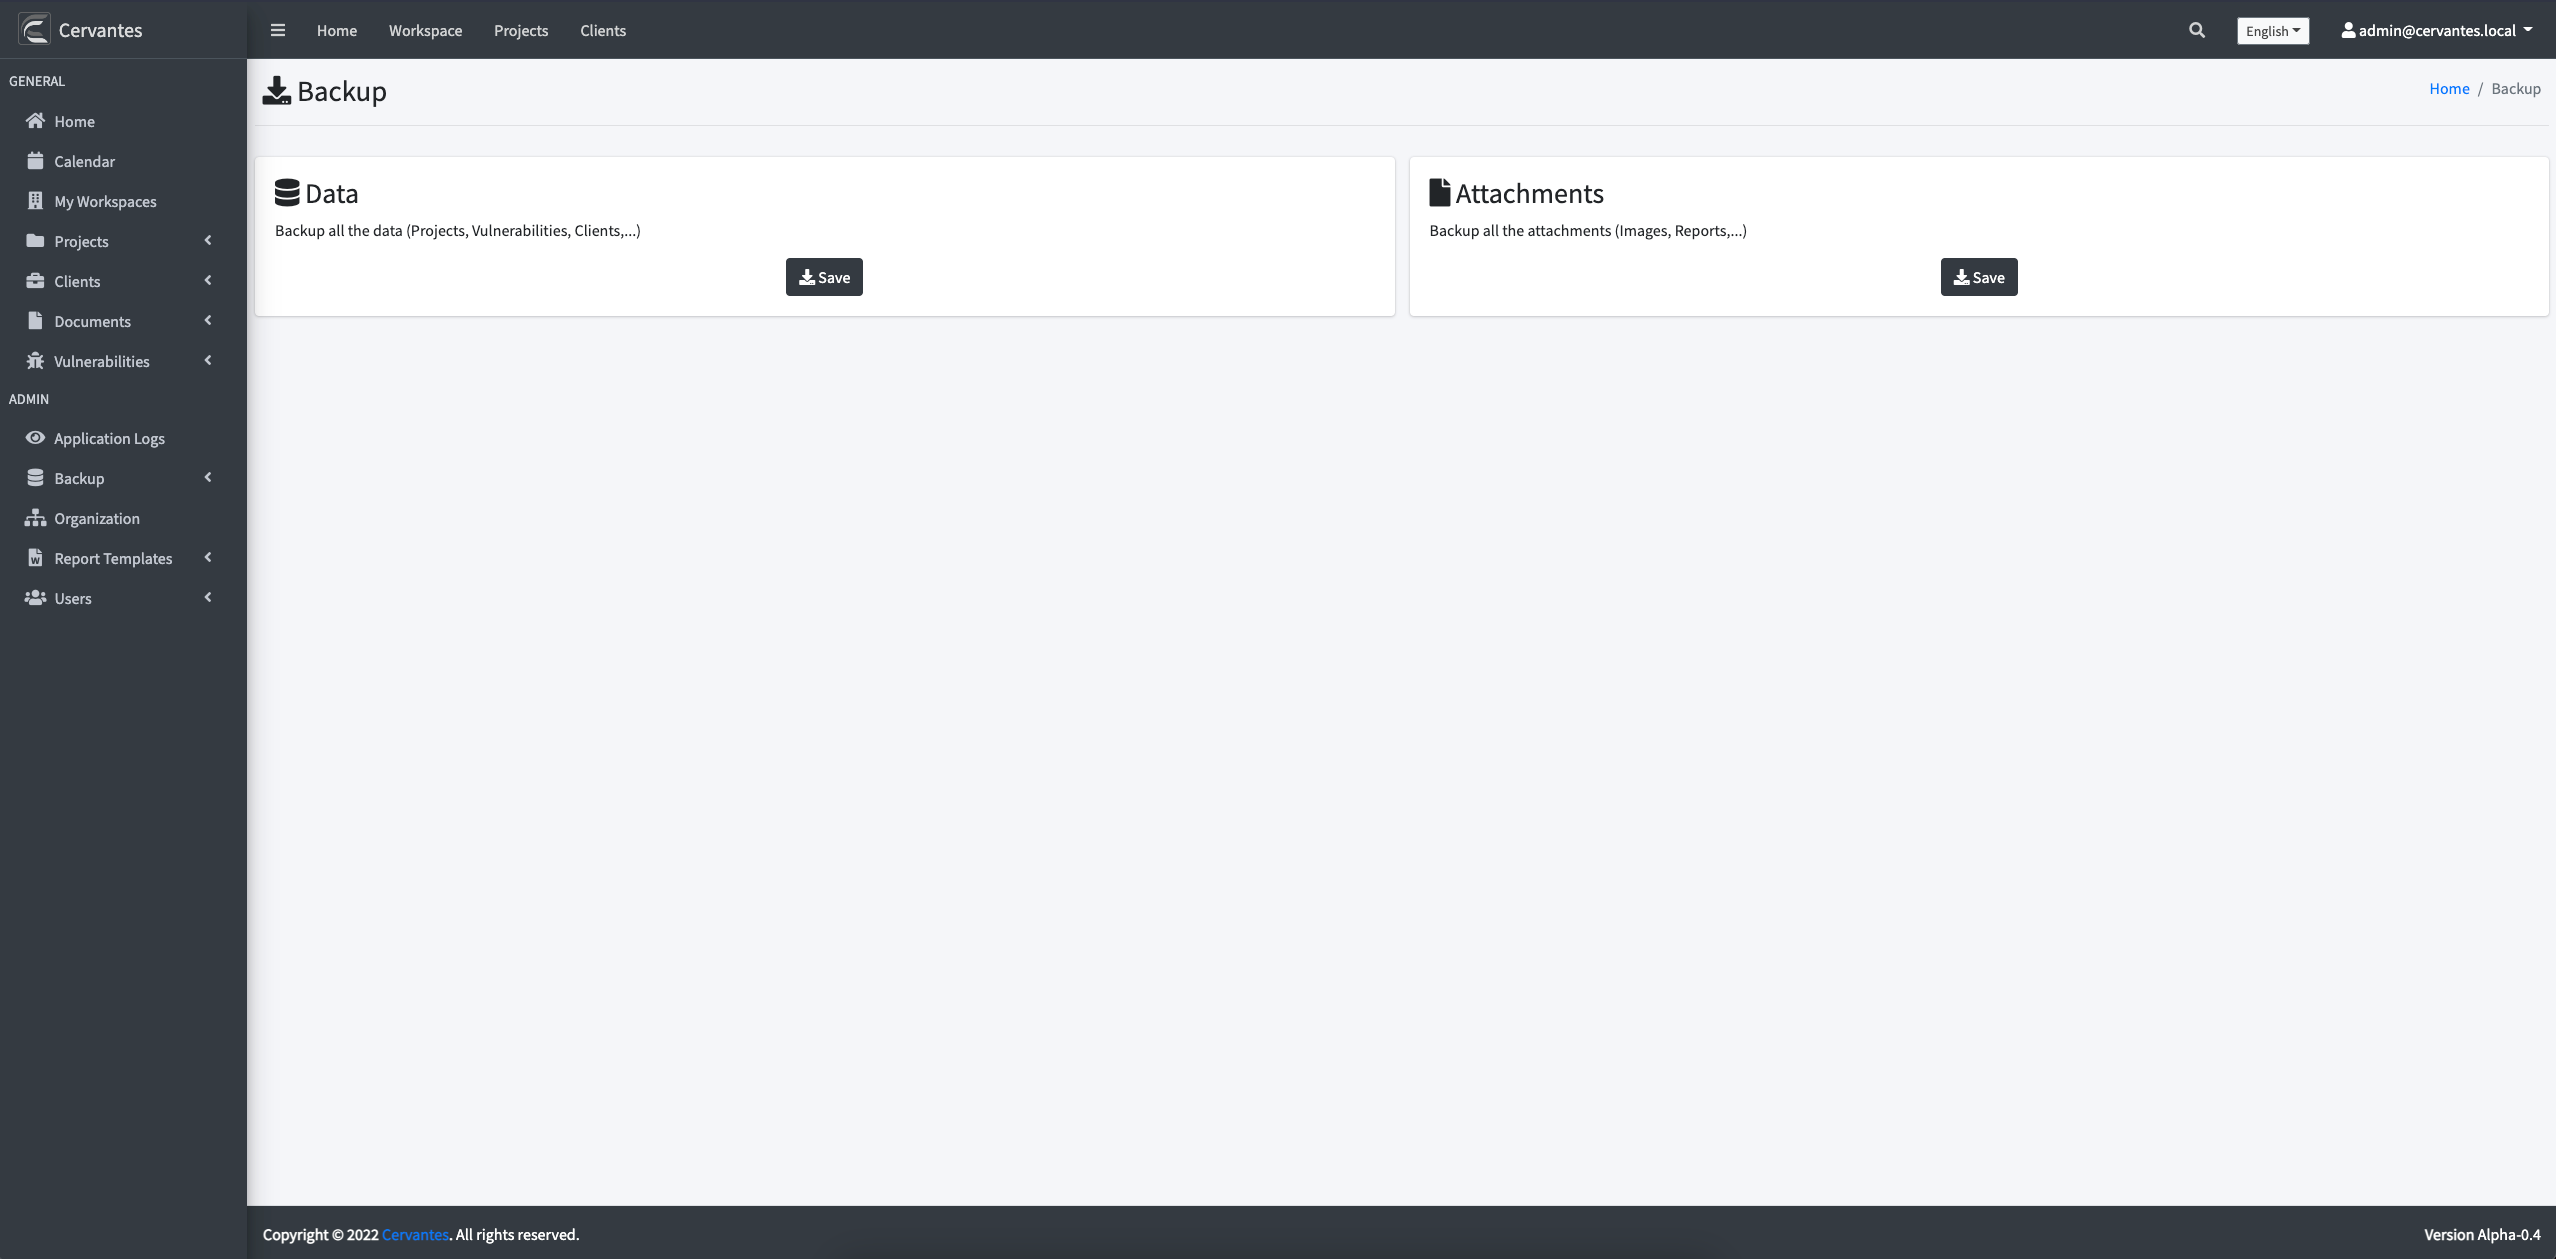 Cervantes
Home Workspace Projects Clients
English
admin@cervantes.local
GENERAL
Home
Calendar
My Workspaces
Projects
Clients
Documents
Vulnerabilities
ADMIN
Application Logs
Backup
Organization
Report Templates
Users
Backup
Home / Backup
Data
Backup all the data (Projects, Vulnerabilities, Clients,...)
Save
Attachments
Backup all the attachments (Images, Reports,...)
Save
Copyright © 2022 Cervantes. All rights reserved.
Version Alpha-0.4